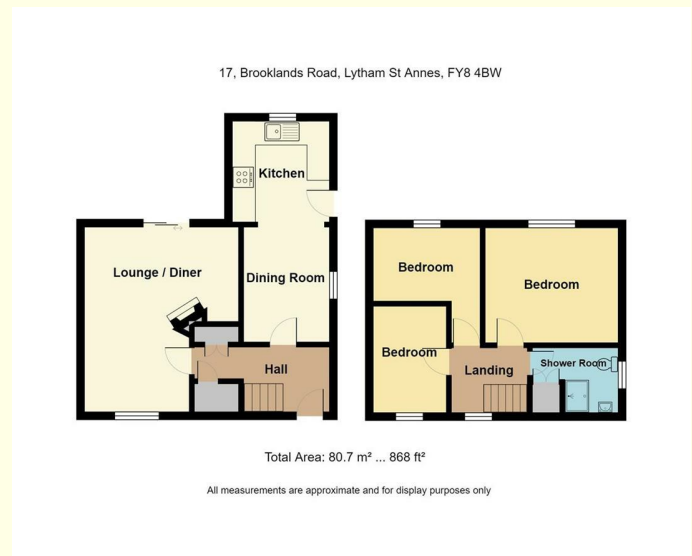 17, Brooklands Road, Lytham St Annes, FY8 4BW
Kitchen
Lounge / Diner
Dining Room
Hall
Bedroom
Bedroom
Bedroom
Landing
Shower Room
Total Area: 80.7 m² ... 868 ft²
All measurements are approximate and for display purposes only